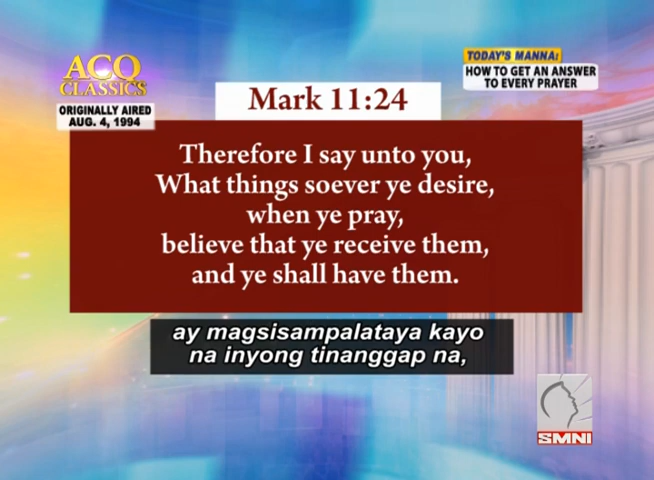 ACQ
CLASSICS
ORIGINALLY AIRED
AUG. 4, 1994
TODAY'S MANNA:
HOW TO GET AN ANSWER
TO EVERY PRAYER
Mark 11:24
Therefore I say unto you,
What things soever ye desire,
when ye pray,
believe that ye receive them,
and ye shall have them.
ay magsisampalataya kayo
na inyong tinanggap na,
SMNI